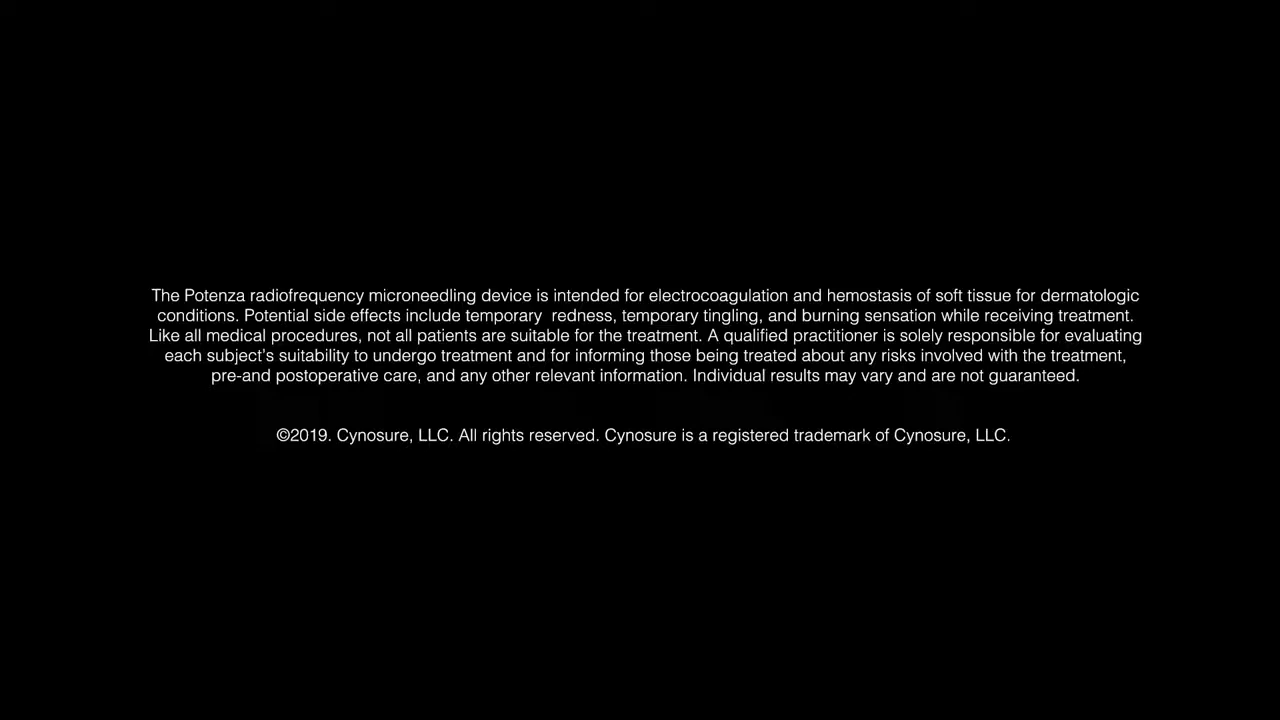 The Potenza radiofrequency microneedling device is intended for electrocoagulation and hemostasis of soft tissue for dermatologic
conditions. Potential side effects include temporary  redness, temporary tingling, and burning sensation while receiving treatment.
Like all medical procedures, not all patients are suitable for the treatment. A qualified practitioner is solely responsible for evaluating
each subject's suitability to undergo treatment and for informing those being treated about any risks involved with the treatment,
pre-and postoperative care, and any other relevant information. Individual results may vary and are not guaranteed.
©2019. Cynosure, LLC. All rights reserved. Cynosure is a registered trademark of Cynosure, LLC.